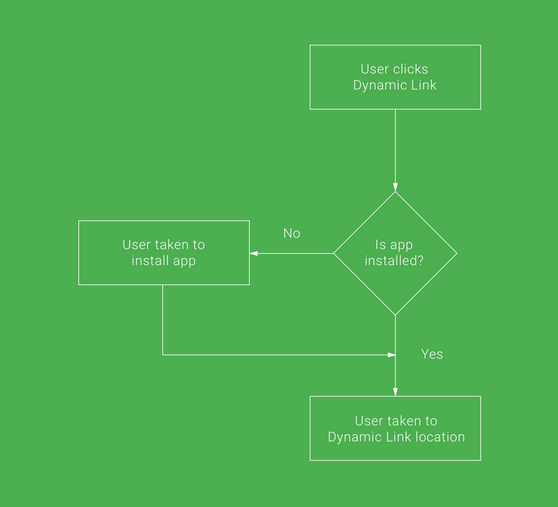 User clicks
Dynamic Link
Is app
installed?
No
User taken to
install app
Yes
User taken to
Dynamic Link location